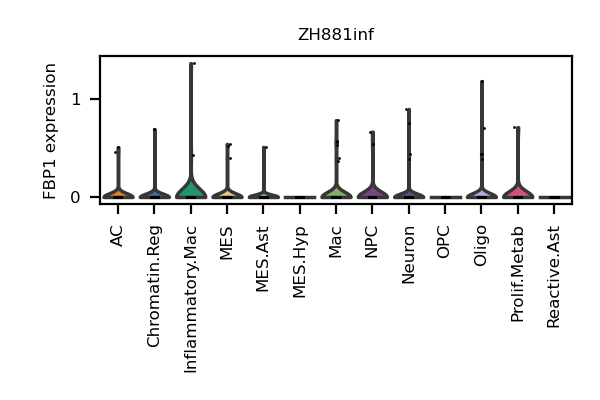 ZH881inf
FBP1 expression
1
0
AC
Chromatin.Reg
Inflammatory.Mac
MES
MES.Ast
MES.Hyp
Mac
NPC
Neuron
OPC
Oligo
Prolif.Metab
Reactive.Ast